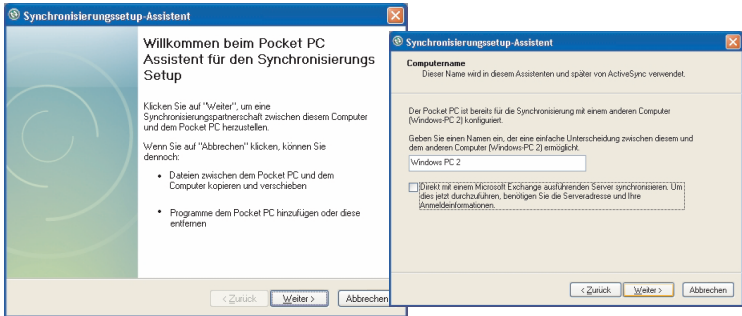 Synchronisierungssetup-Assistent
Willkommen beim Pocket PC
Assistent für den Synchronisierungs
Setup
Klicken Sie auf "Weiter", um eine
Synchronisierungspartnerschaft zwischen diesem Computer
und dem Pocket PC herzustellen.
Wenn Sie auf "Abbrechen" klicken, können Sie
dennoch:
• Dateien zwischen dem Pocket PC und dem
Computer kopieren und verschieben
• Programme dem Pocket PC hinzufügen oder diese
entfernen
< Zurück
Weiter >
Abbrechen
Synchronisierungssetup-Assistent
Computername
Dieser Name wird in diesem Assistenten und später von ActiveSync verwendet.
Der Pocket PC ist bereits für die Synchronisierung mit einem anderen Computer
(Windows-PC 2) konfiguriert.
Geben Sie einen Namen ein, der eine einfache Unterscheidung zwischen diesem und
dem anderen Computer (Windows-PC 2) ermöglicht.
Windows PC 2
Direkt mit einem Microsoft Exchange ausführenden Server synchronisieren. Um
dies jetzt durchzuführen, benötigen Sie die Serveradresse und Ihre
Anmeldeinformationen.
< Zurück
Weiter >
Abbrechen